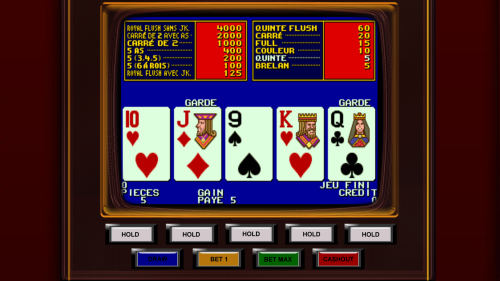 ROYAL FLUSH SANS JK. 4000
CARRÉ DE 2 AVEC AS 2000
CARRÉ DE 2 1000
5 AS 400
5 (3.4.5) 200
5 (6 À ROIS) 100
ROYAL FLUSH AVEC JK. 125
QUINTE FLUSH 60
CARRÉ 20
FULL 15
COULEUR 10
QUINTE 5
BRELAN 5
GARDE GARDE
10 J 9 K Q
JEU FINI
PIECES GAIN CREDIT
5 PAYE 5
HOLD HOLD HOLD HOLD HOLD
BET 1 BET MAX CASHOUT